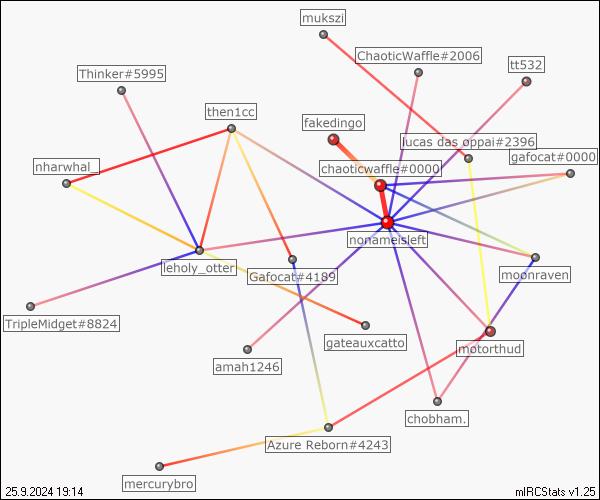 mukszi
ChaoticWaffle#2006
tt532
Thinker#5995
then1cc
fakedingo
lucas das oppai#2396
gafocat#0000
nharwhal_
chaoticwaffle#0000
nonameisleft
leholy_otter
Gafocat#4189
moonraven
TripleMidget#8824
gateauxcatto
motorthud
amah1246
chobham.
Azure Reborn#4243
mercurybro
25.9.2024 19:14
mIRCStats v1.25